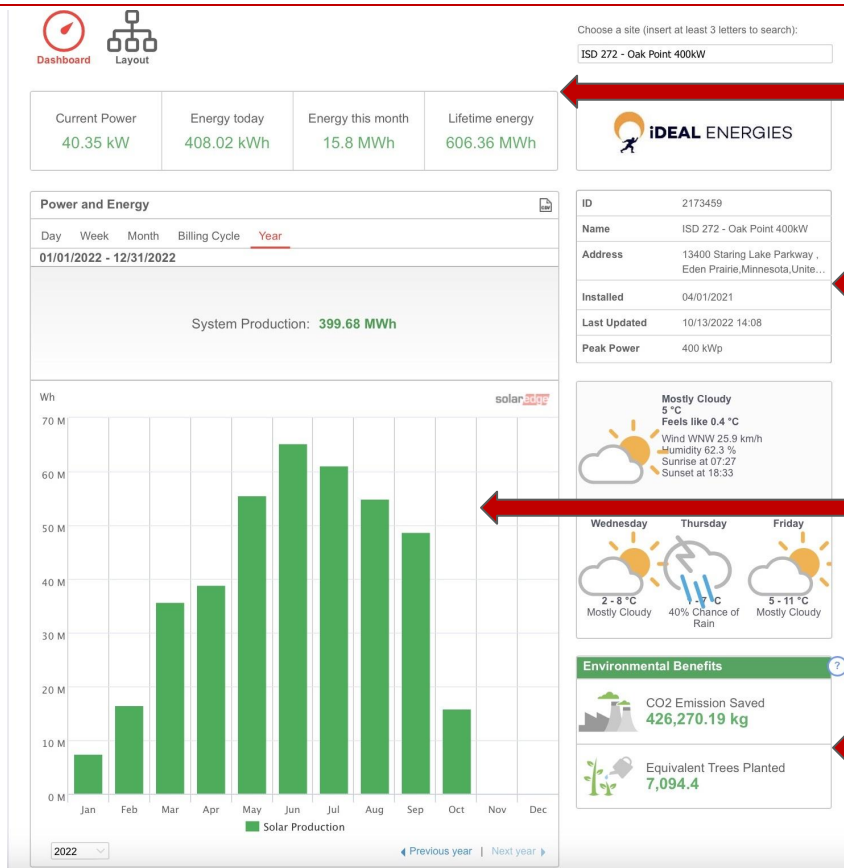 Dashboard
Layout
Choose a site (insert at least 3 letters to search):
ISD 272 - Oak Point 400kW
Current Power
40.35 kW
Energy today
408.02 kWh
Energy this month
15.8 MWh
Lifetime energy
606.36 MWh
iDEAL ENERGIES
Power and Energy
CSV
Day Week Month Billing Cycle Year
01/01/2022 - 12/31/2022
System Production: 399.68 MWh
Wh
solaredge
70 M
60 M
50 M
40 M
30 M
20 M
10 M
0 M
Jan Feb Mar Apr May Jun Jul Aug Sep Oct Nov Dec
Solar Production
2022
Previous year | Next year
ID 2173459
Name ISD 272 - Oak Point 400kW
Address 13400 Staring Lake Parkway ,
Eden Prairie,Minnesota,Unite...
Installed 04/01/2021
Last Updated 10/13/2022 14:08
Peak Power 400 kWp
Mostly Cloudy
5 °C
Feels like 0.4 °C
Wind WNW 25.9 km/h
Humidity 62.3 %
Sunrise at 07:27
Sunset at 18:33
Wednesday
2 - 8 °C
Mostly Cloudy
Thursday
- 7 °C
40% Chance of
Rain
Friday
5 - 11 °C
Mostly Cloudy
Environmental Benefits
?
CO2 Emission Saved
426,270.19 kg
Equivalent Trees Planted
7,094.4